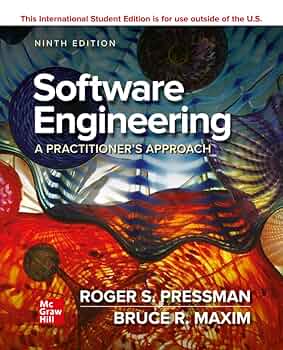 This International Student Edition is for use outside of the U.S.
NINTH EDITION
Software
Engineering
A PRACTITIONER'S APPROACH
Mc
Graw
Hill
ROGER S. PRESSMAN
BRUCE R. MAXIM